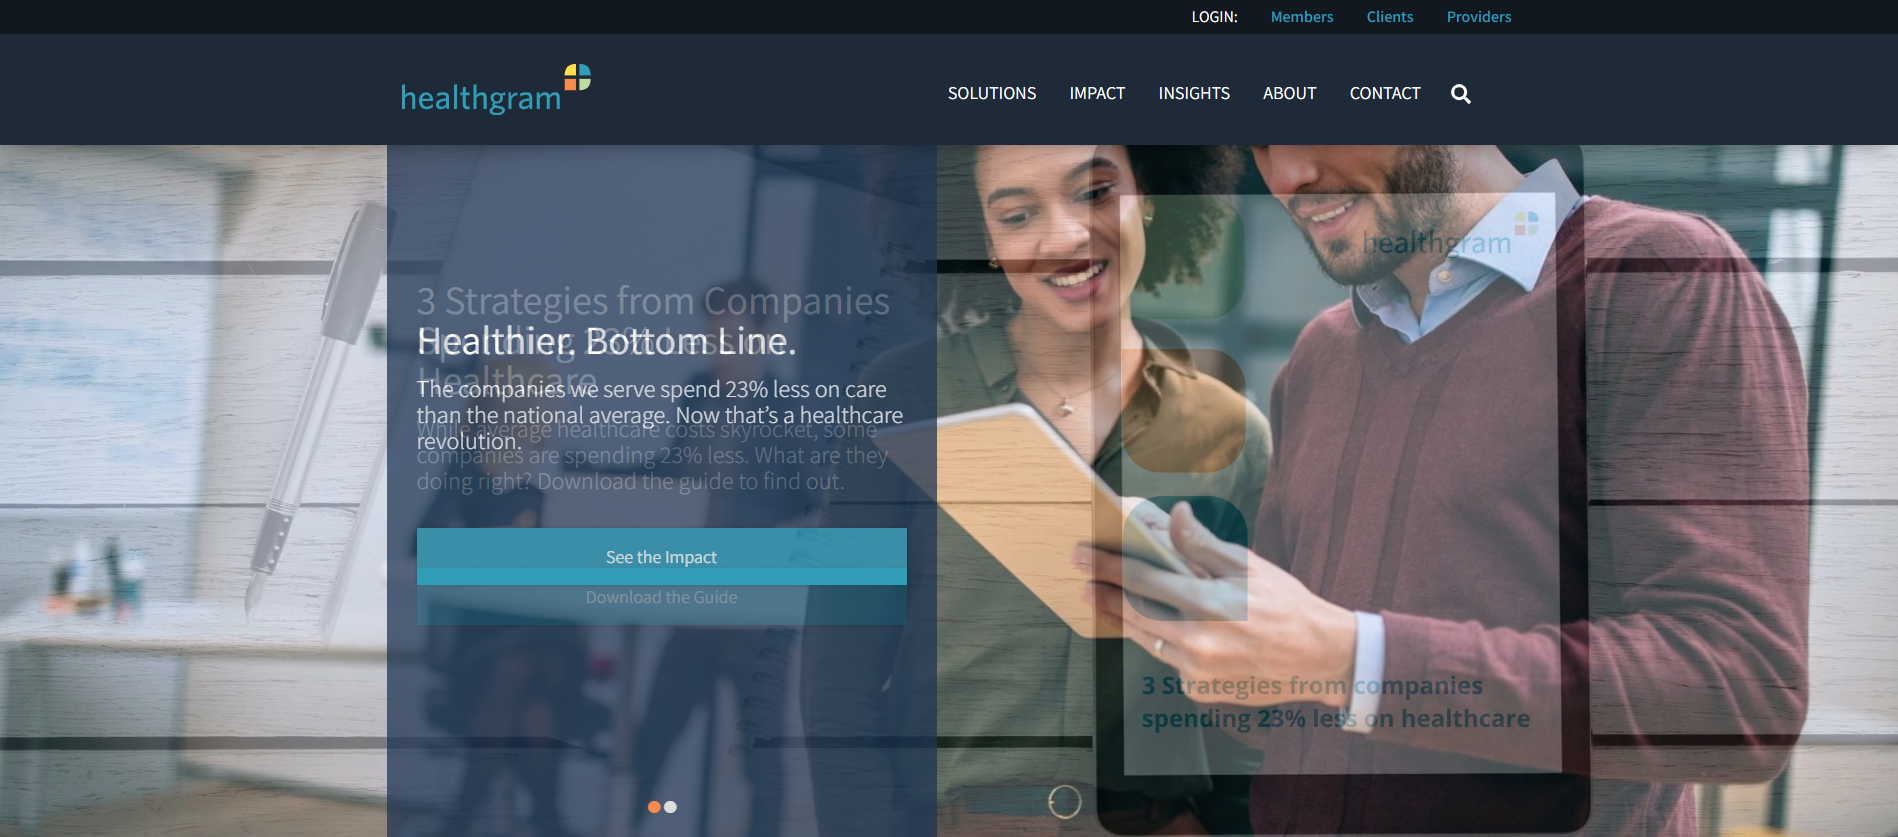 LOGIN: Members Clients Providers
healthgram
SOLUTIONS IMPACT INSIGHTS ABOUT CONTACT
healthgram
3 Strategies from Companies
Spending 23% Less on
Healthcare
Healthier. Bottom Line.
The companies we serve spend 23% less on care
than the national average. Now that’s a healthcare
revolution.
While average healthcare costs skyrocket, some
companies are spending 23% less. What are they
doing right? Download the guide to find out.
See the Impact
Download the Guide
3 Strategies from companies
spending 23% less on healthcare